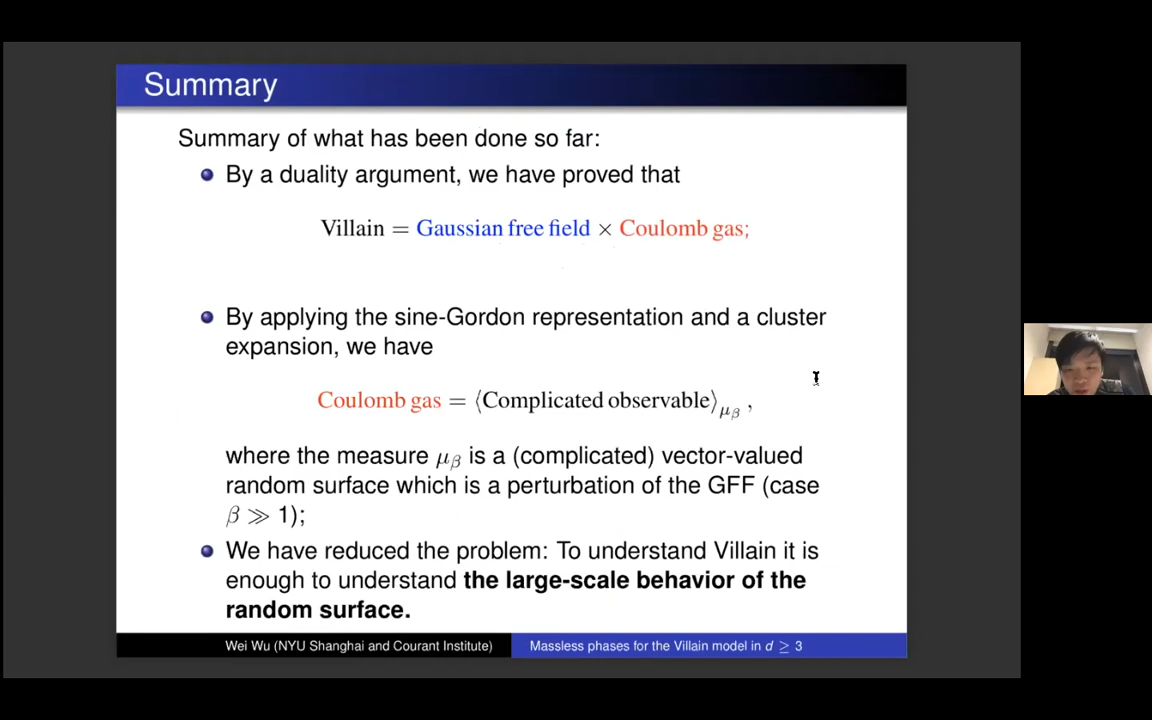 Summary
Summary of what has been done so far:
By a duality argument, we have proved that
Villain = Gaussian free field × Coulomb gas;
By applying the sine-Gordon representation and a cluster
expansion, we have
Coulomb gas = ⟨Complicated observable⟩μβ ,
where the measure μβ is a (complicated) vector-valued
random surface which is a perturbation of the GFF (case
β ≫ 1);
We have reduced the problem: To understand Villain it is
enough to understand the large-scale behavior of the
random surface.
Wei Wu (NYU Shanghai and Courant Institute)
Massless phases for the Villain model in d ≥ 3